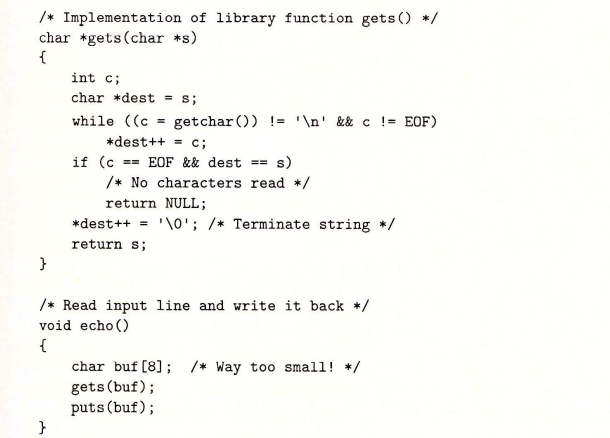 /* Implementation of library function gets() */
char *gets(char *s)
{
    int c;
    char *dest = s;
    while ((c = getchar()) != '\n' && c != EOF)
        *dest++ = c;
    if (c == EOF && dest == s)
        /* No characters read */
        return NULL;
    *dest++ = '\0'; /* Terminate string */
    return s;
}

/* Read input line and write it back */
void echo()
{
    char buf[8];  /* Way too small! */
    gets(buf);
    puts(buf);
}